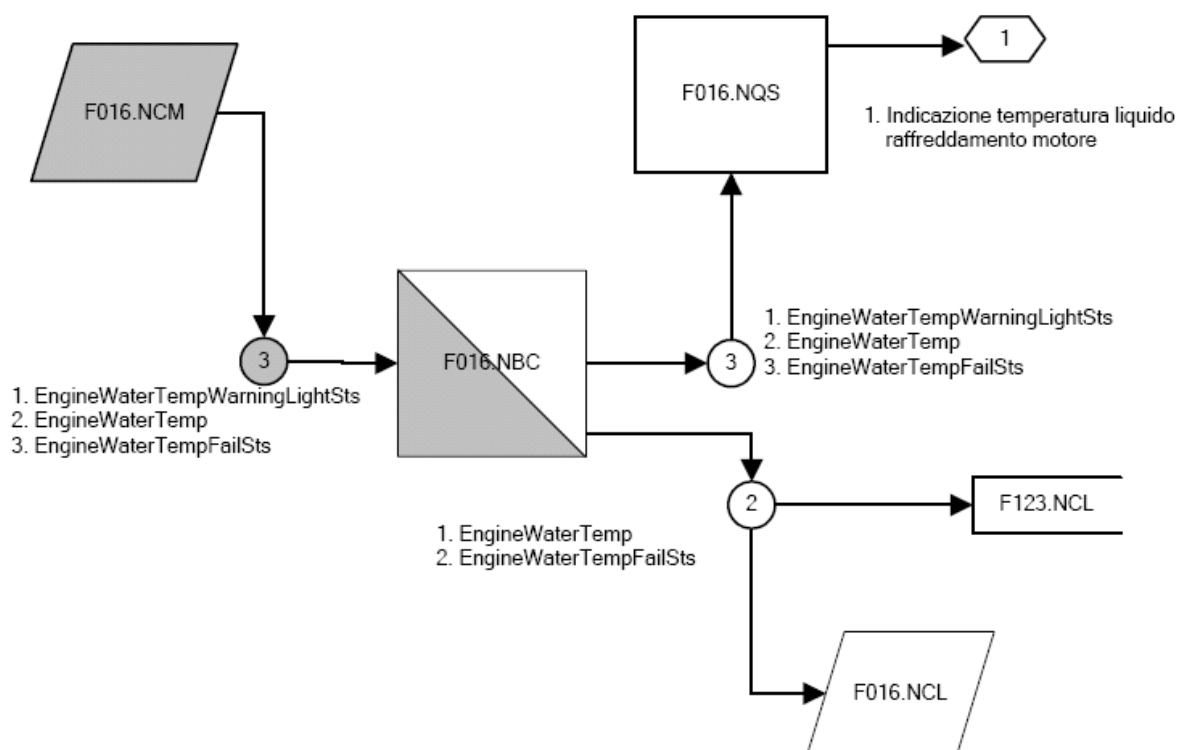 F016.NCM
F016.NQS
1
1. Indicazione temperatura liquido
raffreddamento motore
3
1. EngineWaterTempWarningLightSts
2. EngineWaterTemp
3. EngineWaterTempFailSts
F016.NBC
3
1. EngineWaterTempWarningLightSts
2. EngineWaterTemp
3. EngineWaterTempFailSts
2
1. EngineWaterTemp
2. EngineWaterTempFailSts
F123.NCL
F016.NCL